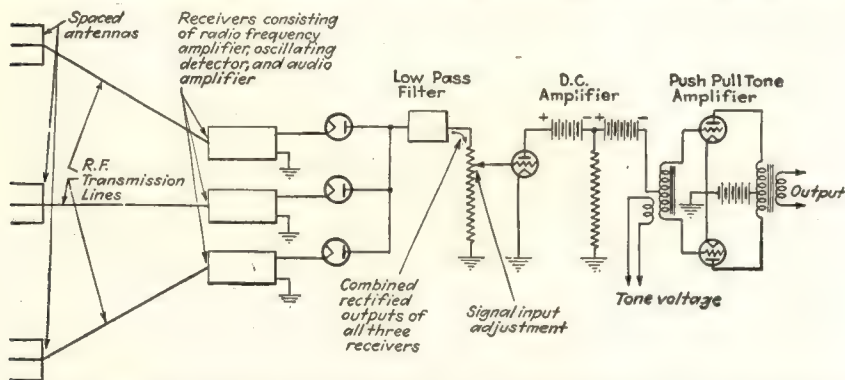 Spaced
antennas
Receivers consisting
of radio frequency
amplifier, oscillating
detector, and audio
amplifier
Low Pass
Filter
D.C.
Amplifier
Push Pull Tone
Amplifier
+
-
+
-
R.F.
Transmission
Lines
Output
Combined
rectified
outputs of
all three
receivers
Signal input
adjustment
Tone voltage